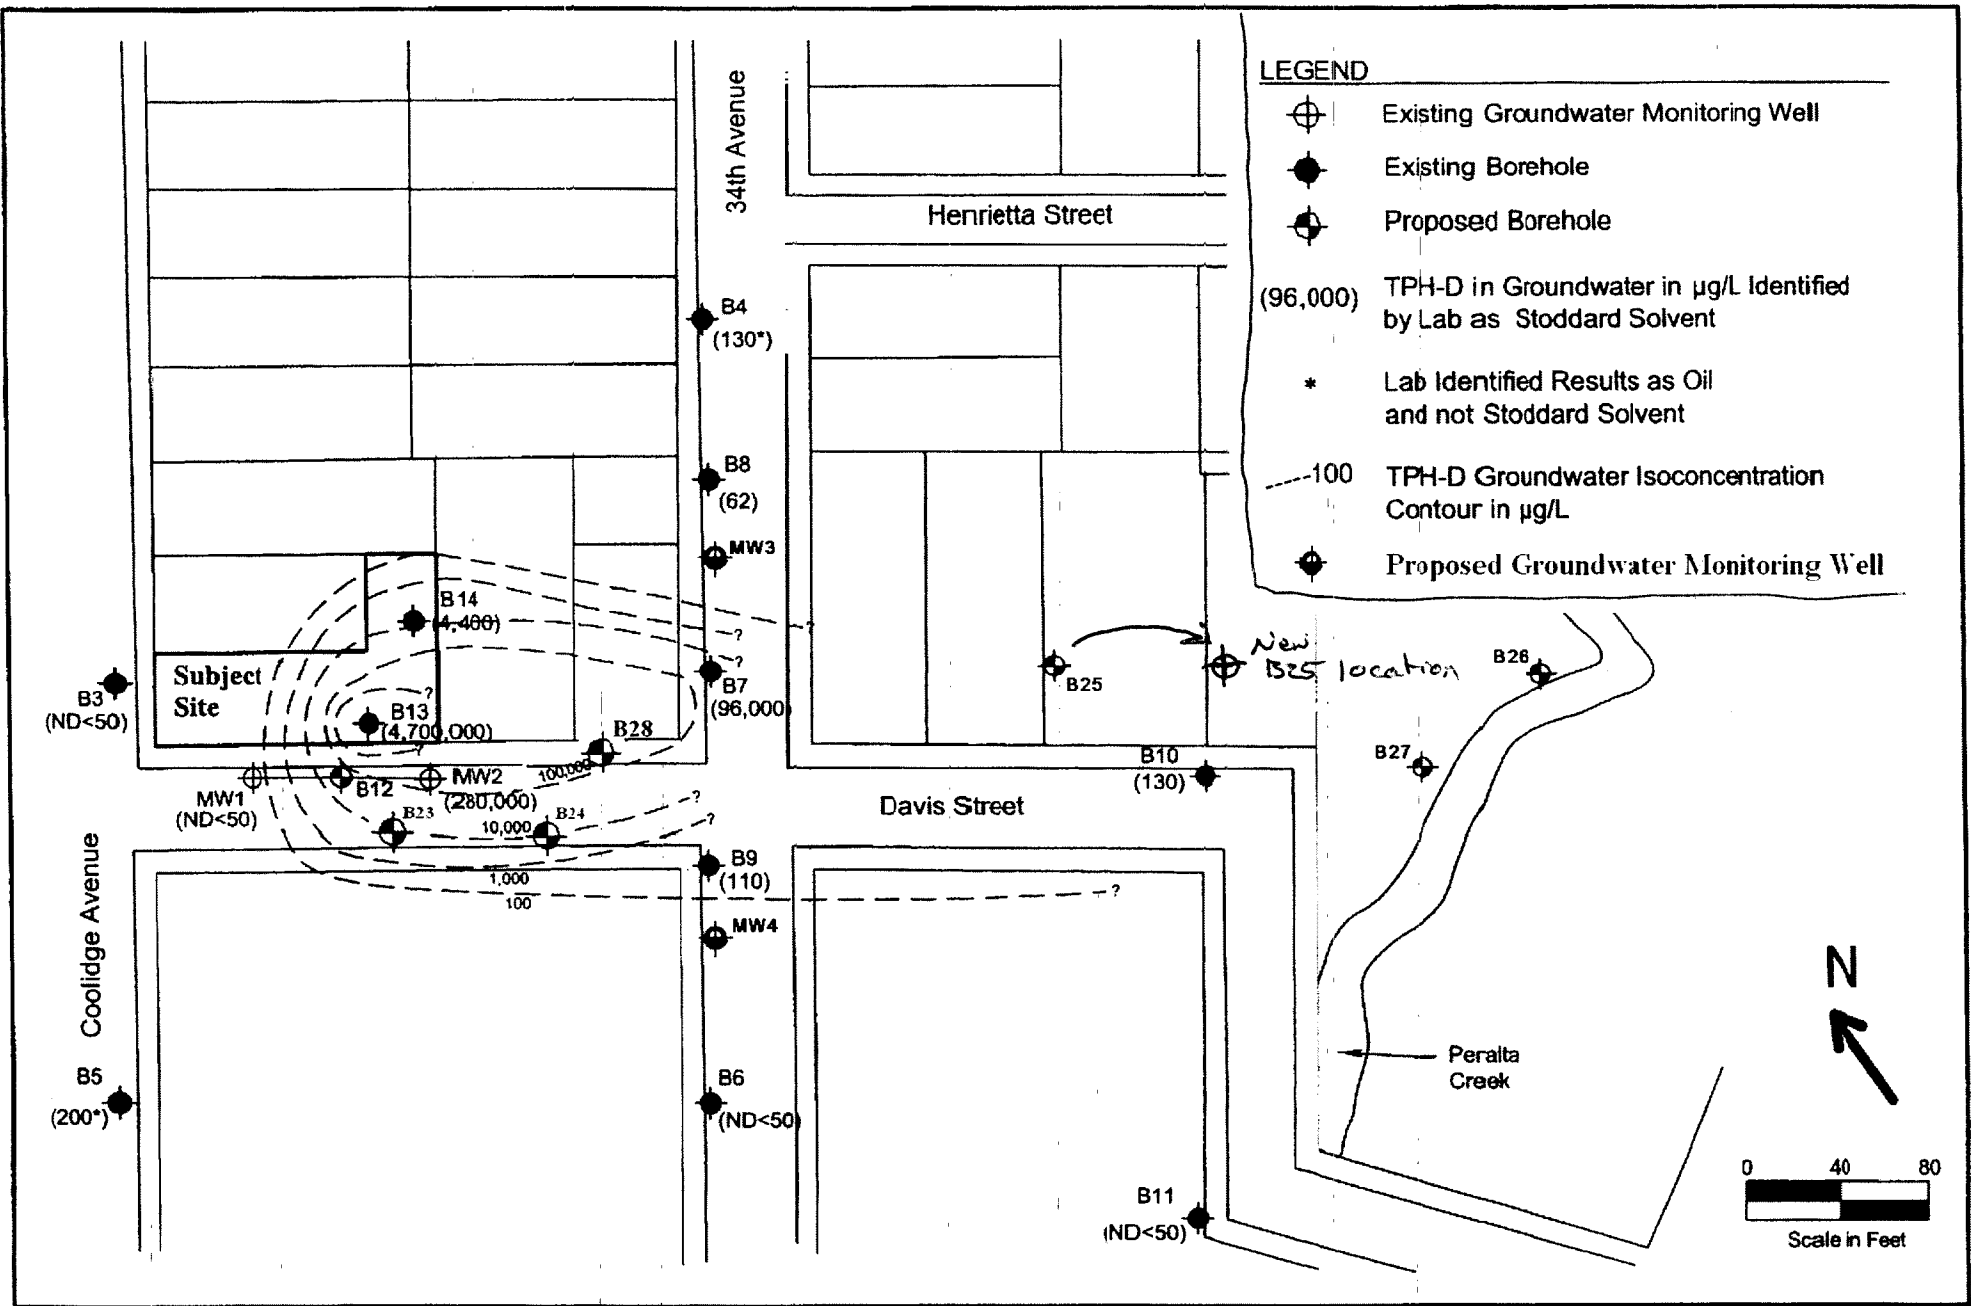 LEGEND
Existing Groundwater Monitoring Well
Existing Borehole
Proposed Borehole
(96,000)
TPH-D in Groundwater in µg/L Identified
by Lab as Stoddard Solvent
*
Lab Identified Results as Oil
and not Stoddard Solvent
100
TPH-D Groundwater Isoconcentration
Contour in µg/L
Proposed Groundwater Monitoring Well
34th Avenue
Henrietta Street
B4
(130*)
B8
(62)
MW3
B14
(4,400)
?
?
?
Subject
Site
B3
(ND<50)
B7
(96,000)
?
B13
(4,700,000)
?
B28
B25
New
B25 location
B26
B27
B10
(130)
MW1
(ND<50)
B12
MW2
(280,000)
100,000
B23
B24
10,000
?
?
Davis Street
B9
(110)
1,000
100
?
MW4
Coolidge Avenue
N
Peralta
Creek
B5
(200*)
B6
(ND<50)
B11
(ND<50)
0 40 80
Scale in Feet